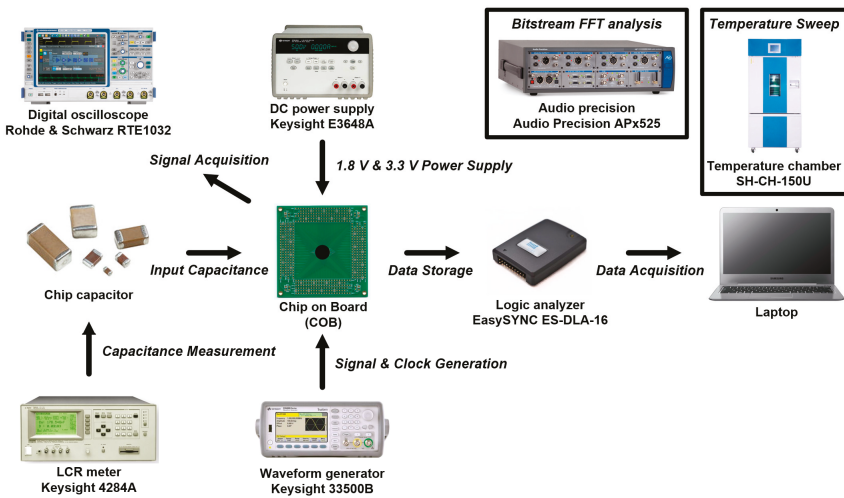 Bitstream FFT analysis
Temperature Sweep
Digital oscilloscope
Rohde & Schwarz RTE1032
DC power supply
Keysight E3648A
Audio precision
Audio Precision APx525
Temperature chamber
SH-CH-150U
Signal Acquisition
1.8 V & 3.3 V Power Supply
Chip capacitor
Input Capacitance
Chip on Board
(COB)
Data Storage
Logic analyzer
EasySYNC ES-DLA-16
Data Acquisition
Laptop
Capacitance Measurement
Signal & Clock Generation
LCR meter
Keysight 4284A
Waveform generator
Keysight 33500B